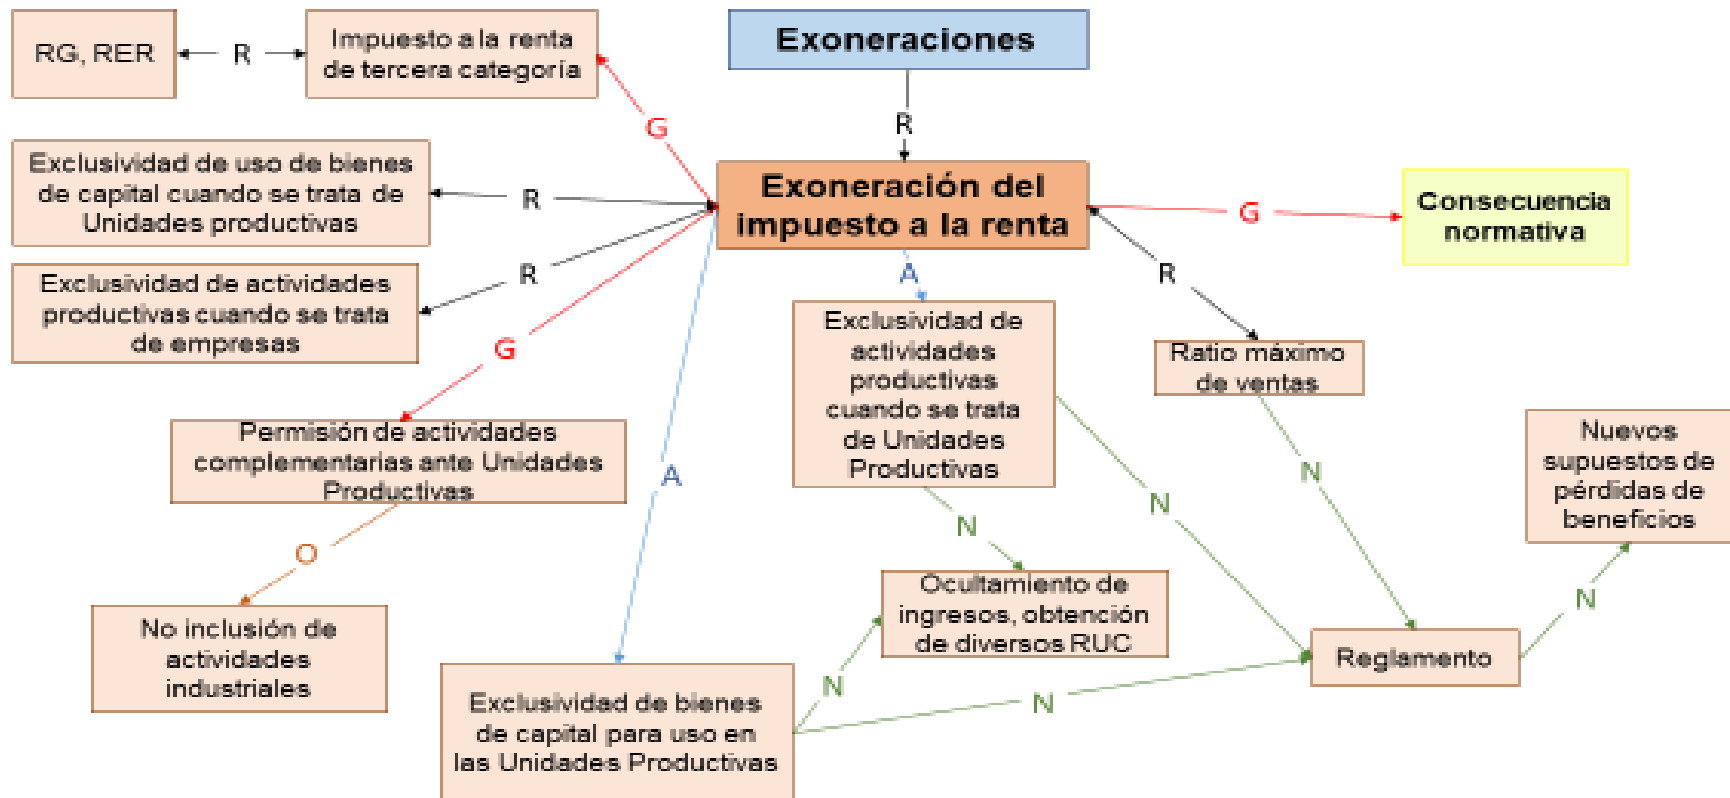 RG, RER
R
Impuesto a la renta
de tercera categoría
Exoneraciones
G
R
Exclusividad de uso de bienes
de capital cuando se trata de
Unidades productivas
R
Exoneración del
impuesto a la renta
G
Consecuencia
normativa
Exclusividad de actividades
productivas cuando se trata
de empresas
R
A
R
G
Exclusividad de
actividades
productivas
cuando se trata
de Unidades
Productivas
Ratio máximo
de ventas
Permisión de actividades
complementarias ante Unidades
Productivas
A
N
N
N
Nuevos
supuestos de
pérdidas de
beneficios
O
No inclusión de
actividades
industriales
Ocultamiento de
ingresos, obtención
de diversos RUC
N
Reglamento
N
N
Exclusividad de bienes
de capital para uso en
las Unidades Productivas